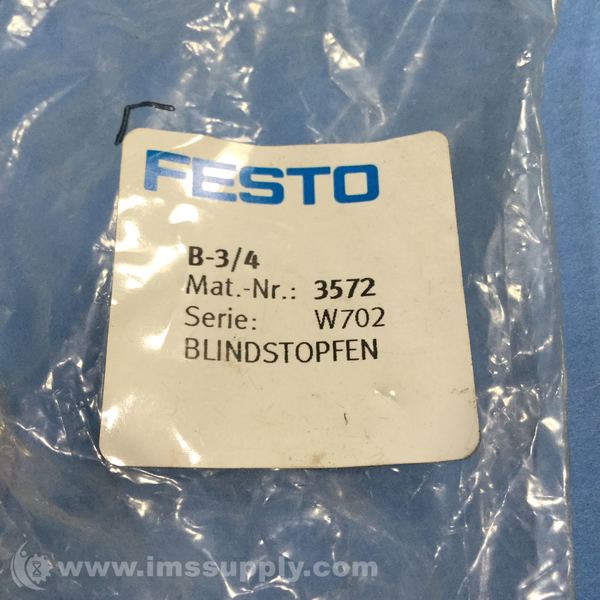 FESTO
B-3/4
Mat.-Nr.: 3572
Serie: W702
BLINDSTOPFEN
www.imssupply.com